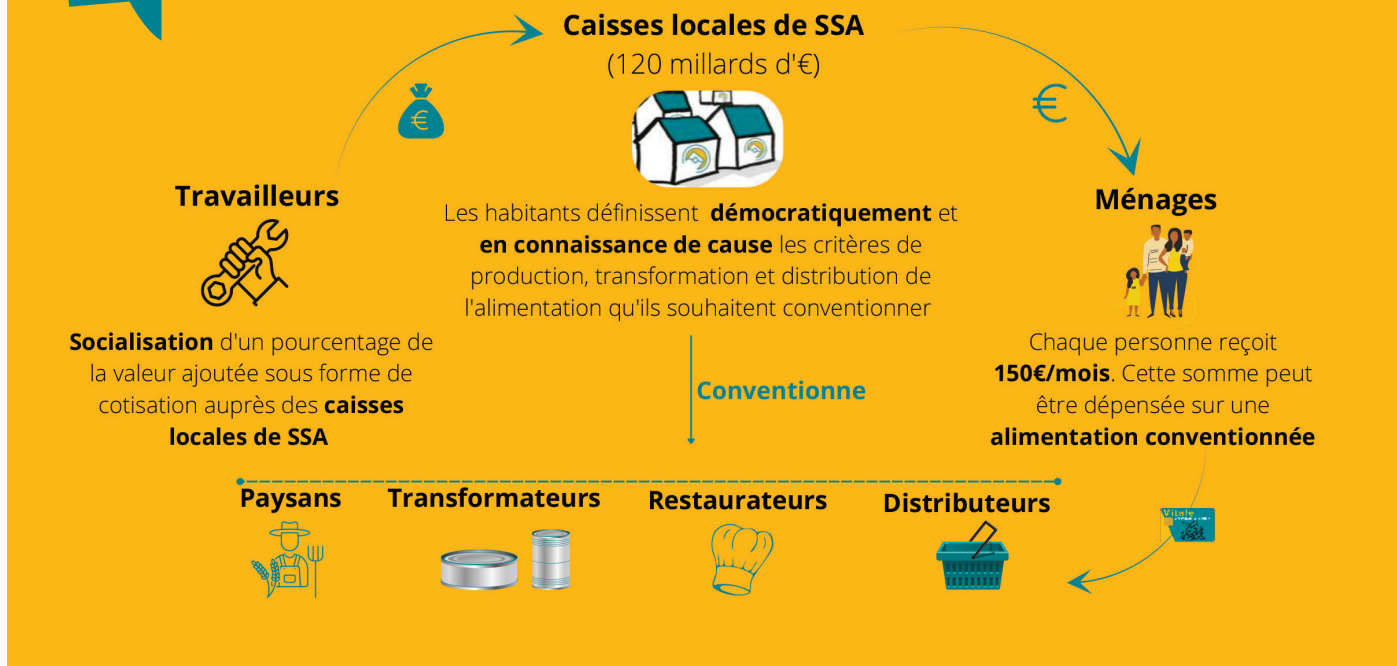 Caisses locales de SSA
(120 millards d'€)
€
€
Travailleurs
Socialisation d'un pourcentage de
la valeur ajoutée sous forme de
cotisation auprès des caisses
locales de SSA
Les habitants définissent démocratiquement et
en connaissance de cause les critères de
production, transformation et distribution de
l'alimentation qu'ils souhaitent conventionner
Ménages
Chaque personne reçoit
150€/mois. Cette somme peut
être dépensée sur une
alimentation conventionnée
Conventionne
Paysans
Transformateurs
Restaurateurs
Distributeurs
Vitale